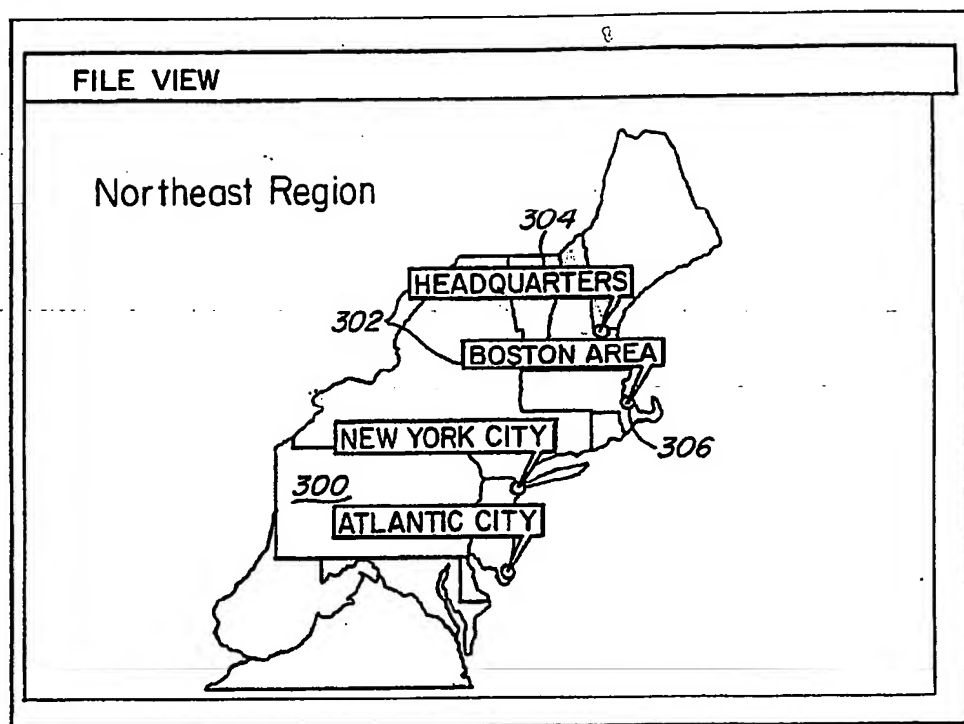 FILE VIEW
Northeast Region
304
HEADQUARTERS
302
BOSTON AREA
NEW YORK CITY
306
300
ATLANTIC CITY